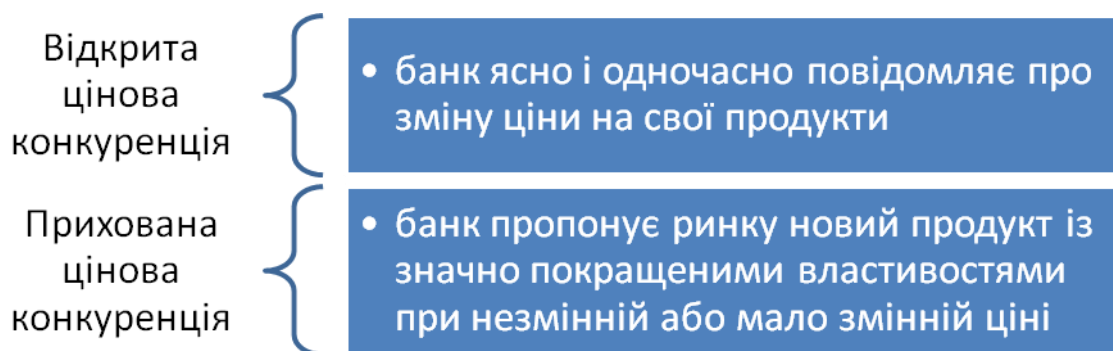 Відкрита
цінова
конкуренція
• банк ясно і одночасно повідомляє про
зміну ціни на свої продукти
Прихована
цінова
конкуренція
• банк пропонує ринку новий продукт із
значно покращеними властивостями
при незмінній або мало змінній ціні